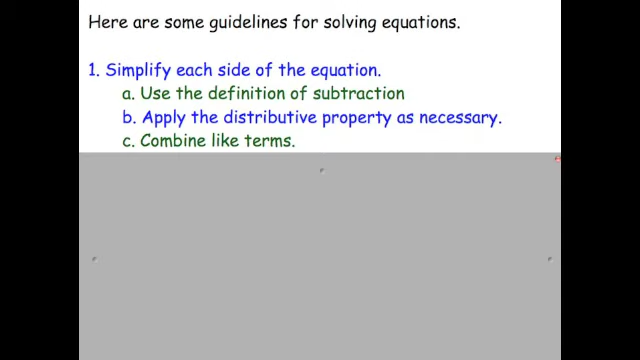 Here are some guidelines for solving equations.
1. Simplify each side of the equation.
a. Use the definition of subtraction
b. Apply the distributive property as necessary.
c. Combine like terms.